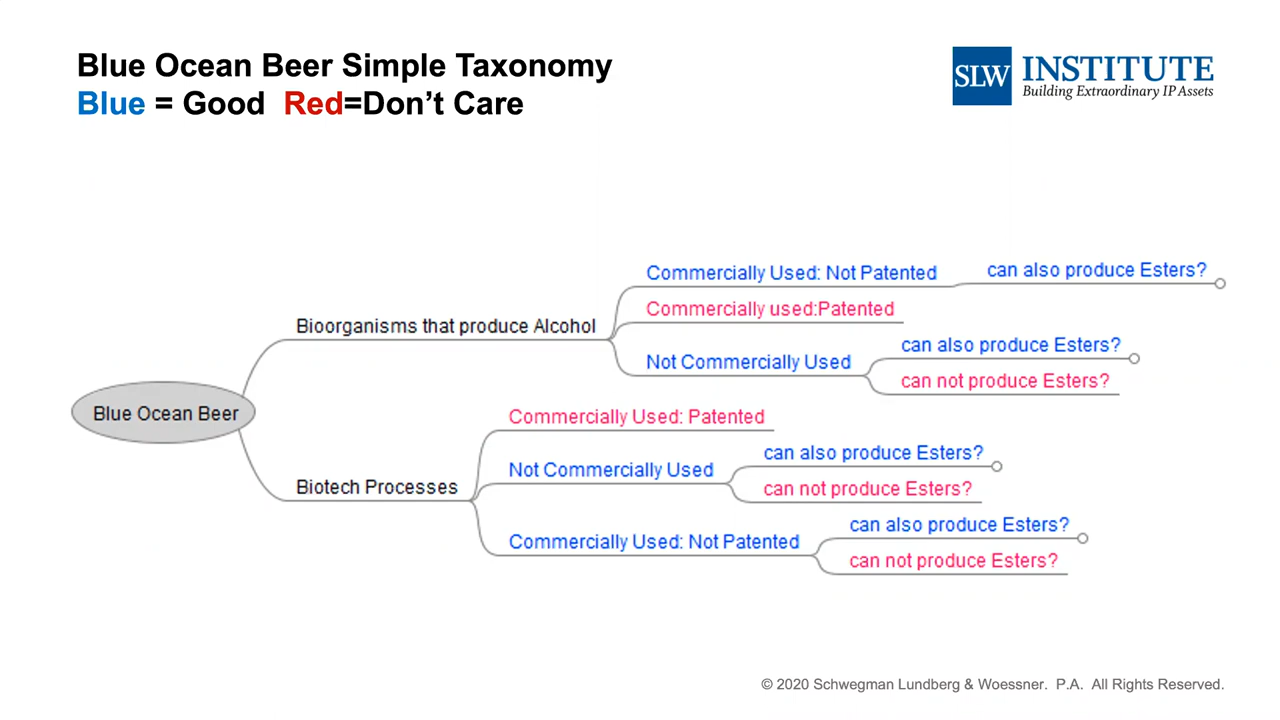 Blue Ocean Beer Simple Taxonomy
Blue = Good Red=Don’t Care
SLW INSTITUTE
Building Extraordinary IP Assets
Blue Ocean Beer
Bioorganisms that produce Alcohol
Commercially Used: Not Patented
can also produce Esters?
Commercially used:Patented
Not Commercially Used
can also produce Esters?
can not produce Esters?
Biotech Processes
Commercially Used: Patented
Not Commercially Used
can also produce Esters?
can not produce Esters?
Commercially Used: Not Patented
can also produce Esters?
can not produce Esters?
© 2020 Schwegman Lundberg & Woessner. P.A. All Rights Reserved.